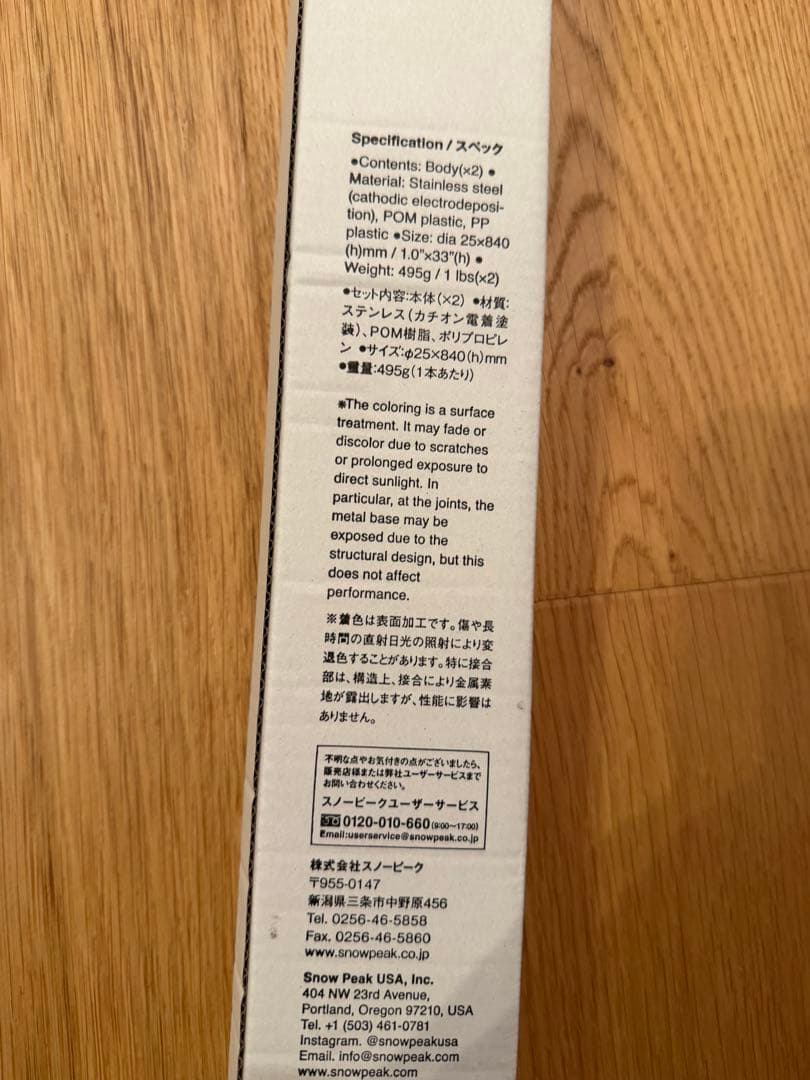 Specification / スペック
●Contents: Body(×2) ●
Material: Stainless steel
(cathodic electrodeposi-
tion), POM plastic, PP
plastic ●Size: dia 25×840
(h)mm / 1.0"×33"(h) ●
Weight: 495g / 1 lbs(×2)
●セット内容:本体(×2) ●材質:
ステンレス(カチオン電着塗
装)、POM樹脂、ポリプロピレ
ン ●サイズ:φ25×840(h)mm
●重量:495g(1本あたり)
※The coloring is a surface
treatment. It may fade or
discolor due to scratches
or prolonged exposure to
direct sunlight. In
particular, at the joints, the
metal base may be
exposed due to the
structural design, but this
does not affect
performance.
※着色は表面加工です。傷や長
時間の直射日光の照射により変
退色することがあります。特に接合
部は、構造上、接合により金属素
地が露出しますが、性能に影響は
ありません。
不明な点やお気付きの点がございましたら、
販売店様または弊社ユーザーサービスまで
お問い合わせください。
スノーピークユーザーサービス
0120-010-660(9:00〜17:00)
Email:userservice@snowpeak.co.jp
株式会社スノーピーク
〒955-0147
新潟県三条市中野原456
Tel. 0256-46-5858
Fax. 0256-46-5860
www.snowpeak.co.jp
Snow Peak USA, Inc.
404 NW 23rd Avenue,
Portland, Oregon 97210, USA
Tel. +1 (503) 461-0781
Instagram. @snowpeakusa
Email. info@snowpeak.com
www.snowpeak.com